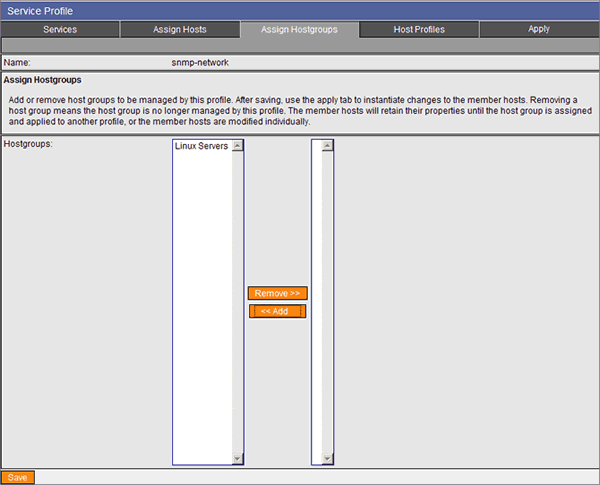 Service Profile
Services Assign Hosts Assign Hostgroups Host Profiles Apply
Name: snmp-network
Assign Hostgroups
Add or remove host groups to be managed by this profile. After saving, use the apply tab to instantiate changes to the member hosts. Removing a
host group means the host group is no longer managed by this profile. The member hosts will retain their properties until the host group is assigned
and applied to another profile, or the member hosts are modified individually.
Hostgroups: Linux Servers
Remove >>
<< Add
Save